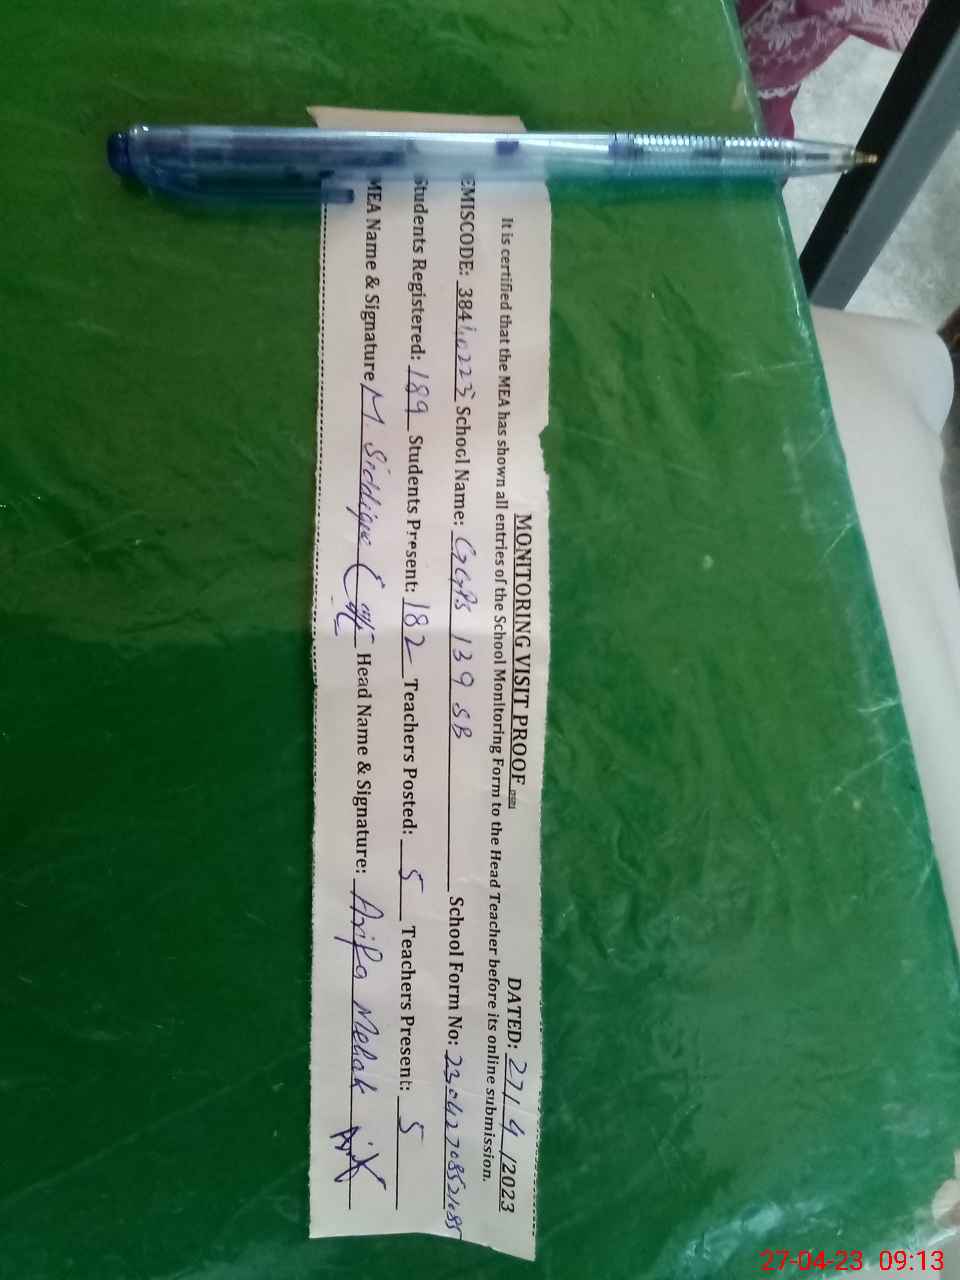 MONITORING VISIT PROOF DATED: 27/4/2023
It is certified that the MEA has shown all entries of the School Monitoring Form to the Head Teacher before its online submission.
EMISCODE: School Name: GGPS 139 SB School Form No:
Students Registered: 189 Students Present: 182 Teachers Posted: 5 Teachers Present: 5
MEA Name & Signature M. Siddique Head Name & Signature: Arifa Mehak
27-04-23 09:13